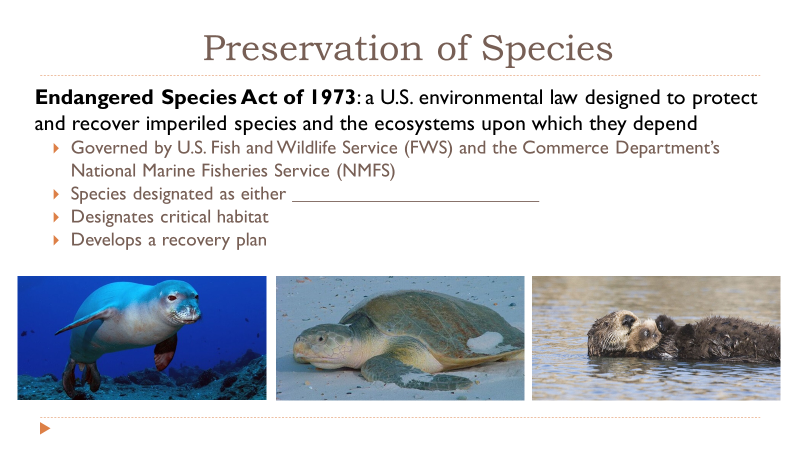 Preservation of Species
Endangered Species Act of 1973: a U.S. environmental law designed to protect
and recover imperiled species and the ecosystems upon which they depend
Governed by U.S. Fish and Wildlife Service (FWS) and the Commerce Department's
National Marine Fisheries Service (NMFS)
Species designated as either _________________________
Designates critical habitat
Develops a recovery plan